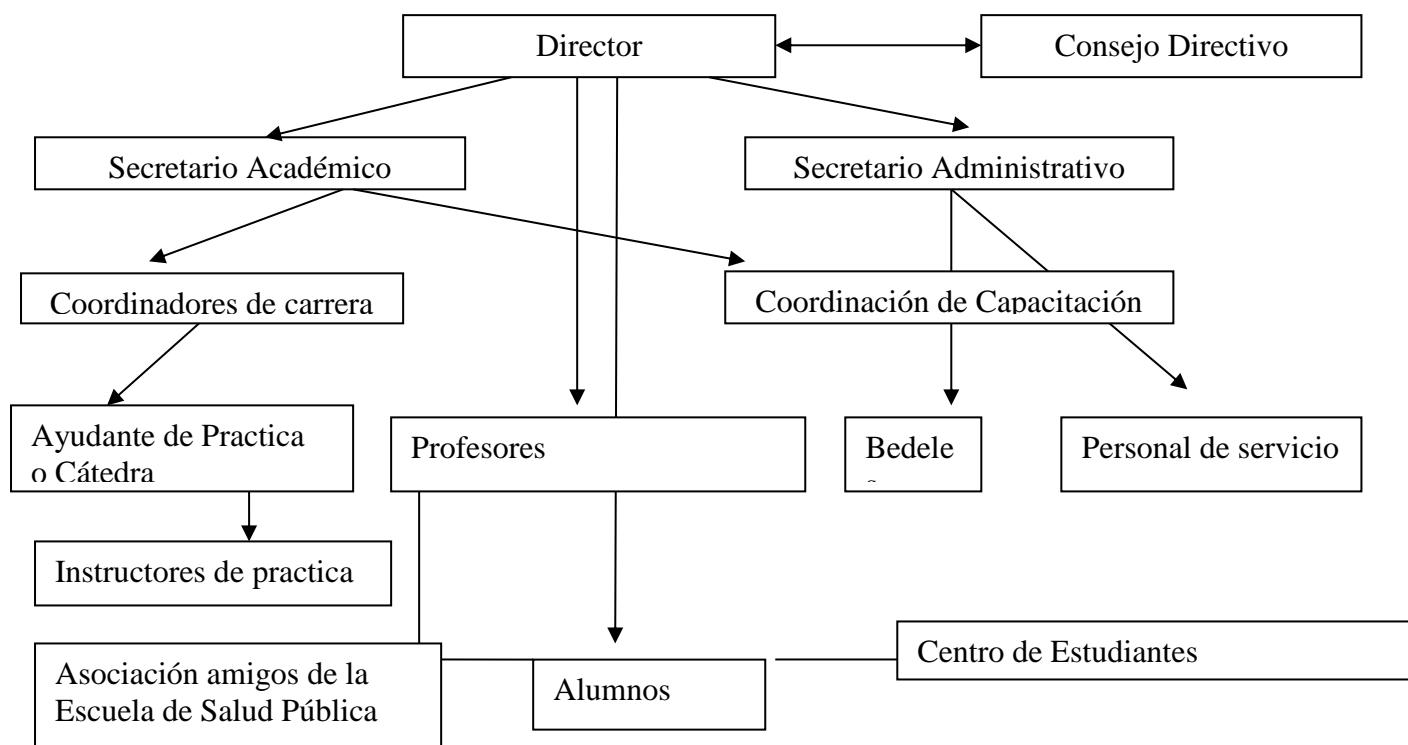 Director
Consejo Directivo
Secretario Académico
Secretario Administrativo
Coordinadores de carrera
Coordinación de Capacitación
Ayudante de Practica
o Cátedra
Profesores
Bedele
s
Personal de servicio
Instructores de practica
Asociación amigos de la
Escuela de Salud Pública
Alumnos
Centro de Estudiantes